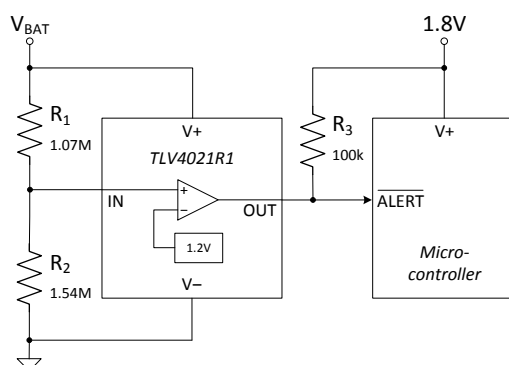 VBAT
1.8V
R1
1.07M
R2
1.54M
V+
TLV4021R1
IN
+
−
1.2V
OUT
V−
R3
100k
V+
ALERT
Micro-
controller